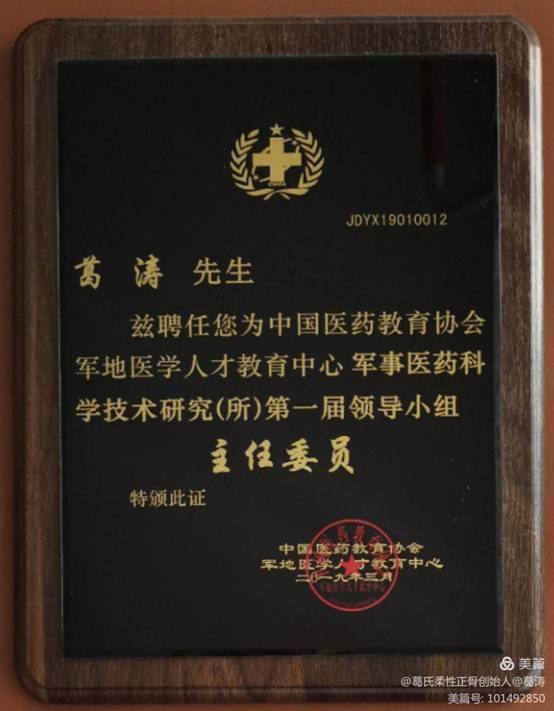 JDYX19010012
葛 涛 先生
兹聘任您为中国医药教育协会
军地医学人才教育中心 军事医药科
学技术研究(所)第一届领导小组
主任委员
特颁此证
中国医药教育协会
军地医学人才教育中心
二〇一九年三月
美篇
@葛氏柔性正骨创始人@葛涛
美篇号: 101492850